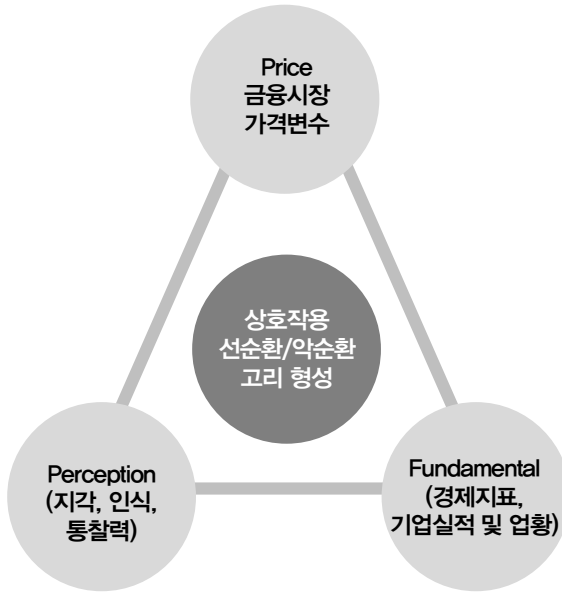 Price
금융시장
가격변수
상호작용
선순환/악순환
고리 형성
Perception
(지각, 인식,
통찰력)
Fundamental
(경제지표,
기업실적 및 업황)